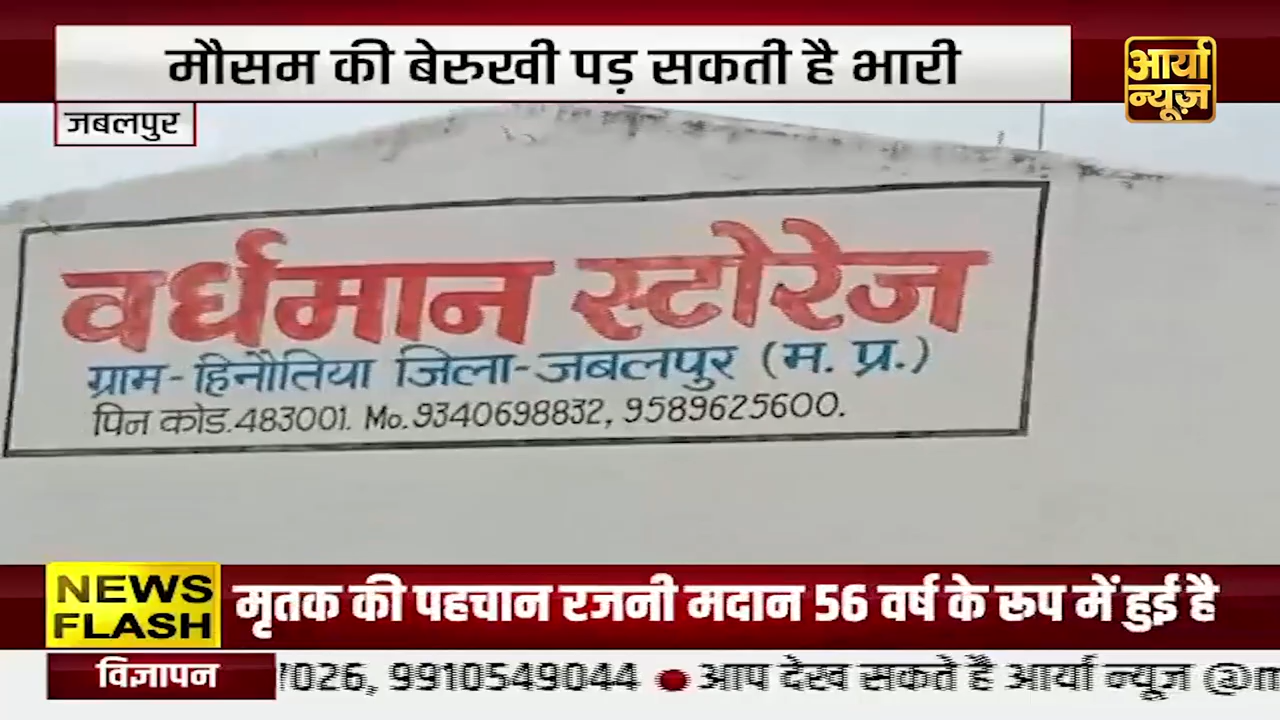 मौसम की बेरुखी पड़ सकती है भारी
आर्या
न्यूज़
जबलपुर
वर्धमान स्टोरेज
ग्राम-हिनौतिया जिला-जबलपुर (म. प्र.)
पिन कोड.483001. Mo.9340698832, 9589625600.
NEWS
FLASH
मृतक की पहचान रजनी मदान 56 वर्ष के रूप में हुई है
विज्ञापन
7026, 9910549044 ● आप देख सकते है आर्या न्यूज @